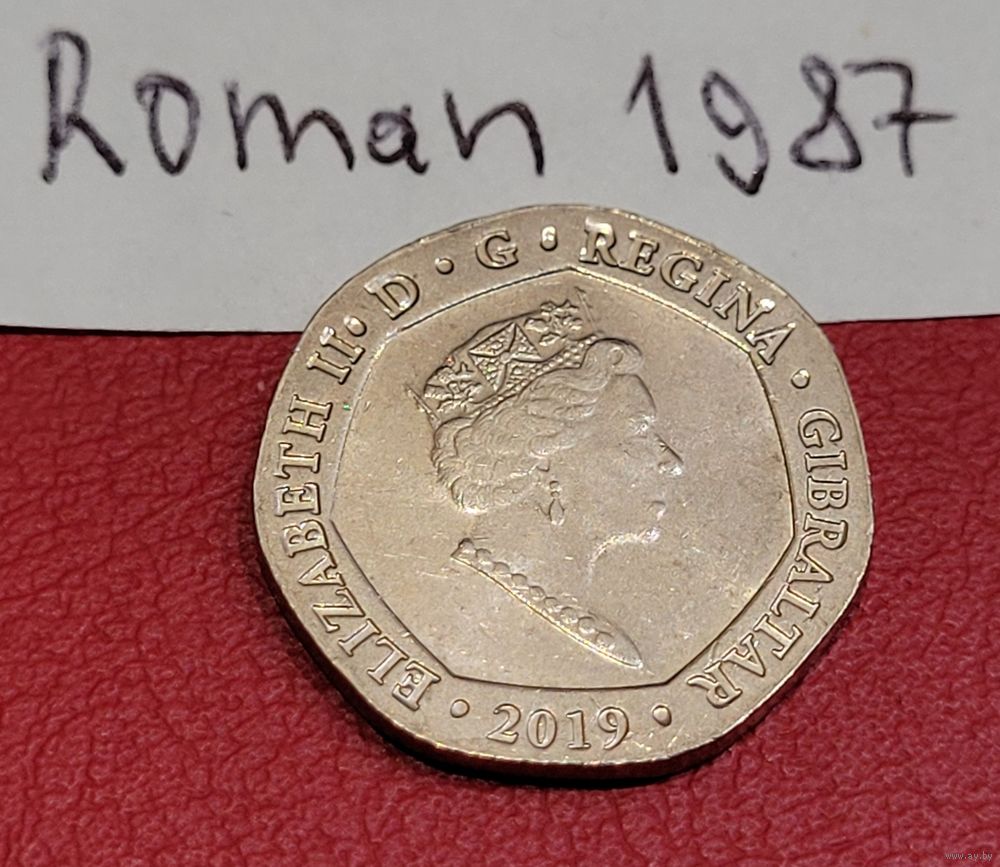 Roman 1987
ELIZABETH II · D · G · REGINA · GIBRALTAR · 2019 ·
www.ay.by